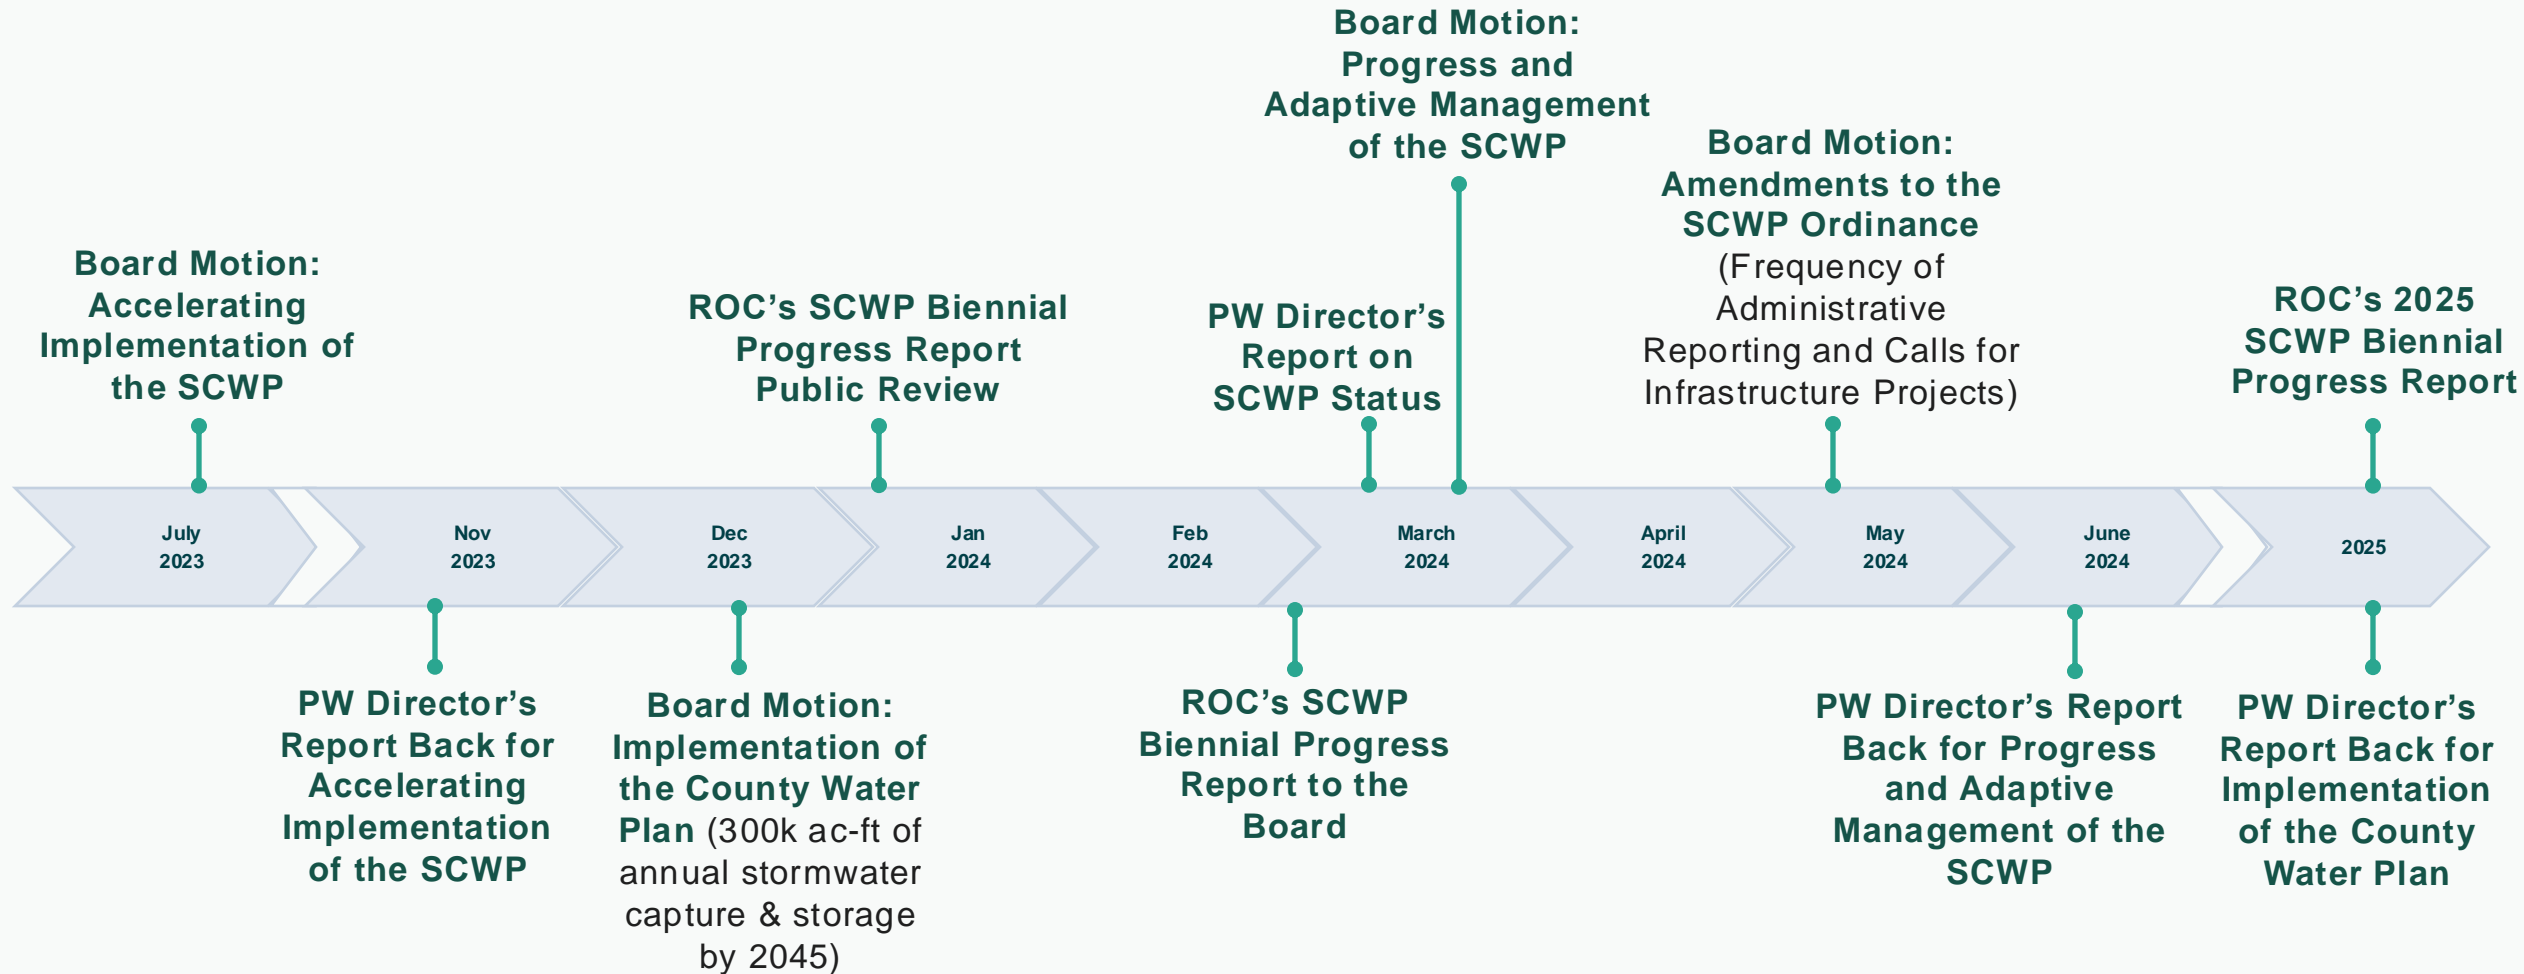 Board Motion:
Accelerating
Implementation of
the SCWP
ROC’s SCWP Biennial
Progress Report
Public Review
PW Director’s
Report on
SCWP Status
Board Motion:
Progress and
Adaptive Management
of the SCWP
Board Motion:
Amendments to the
SCWP Ordinance
(Frequency of
Administrative
Reporting and Calls for
Infrastructure Projects)
ROC’s 2025
SCWP Biennial
Progress Report
July
2023
Nov
2023
Dec
2023
Jan
2024
Feb
2024
March
2024
April
2024
May
2024
June
2024
2025
PW Director’s
Report Back for
Accelerating
Implementation
of the SCWP
Board Motion:
Implementation of
the County Water
Plan (300k ac-ft of
annual stormwater
capture & storage
by 2045)
ROC’s SCWP
Biennial Progress
Report to the
Board
PW Director’s Report
Back for Progress
and Adaptive
Management of the
SCWP
PW Director’s
Report Back for
Implementation
of the County
Water Plan